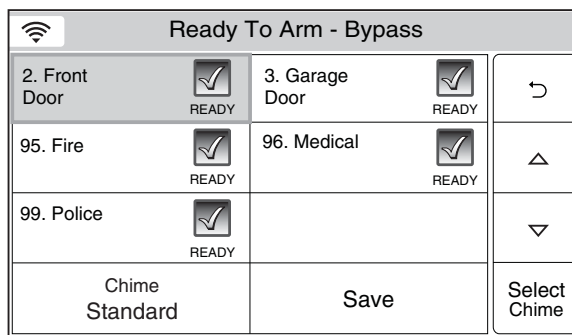 Ready To Arm - Bypass
2. Front
Door
READY
3. Garage
Door
READY
95. Fire
READY
96. Medical
READY
99. Police
READY
Chime
Standard
Save
Select
Chime